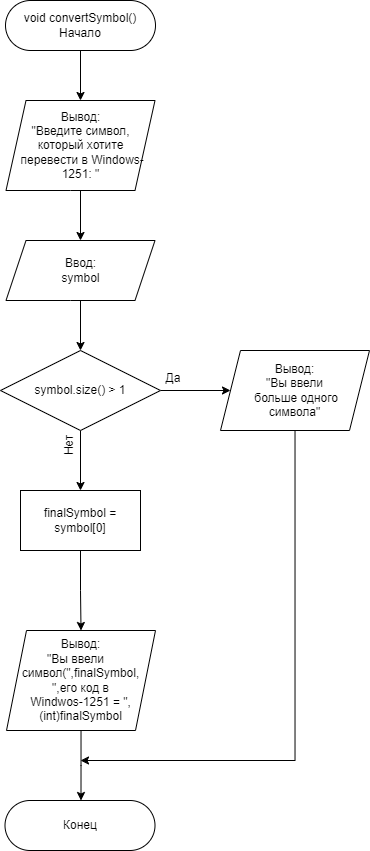 void convertSymbol()
Начало
Вывод:
"Введите символ,
который хотите
перевести в Windows-
1251: "
Ввод:
symbol
symbol.size() > 1
Да
Вывод:
"Вы ввели
больше одного
символа"
Нет
finalSymbol =
symbol[0]
Вывод:
"Вы ввели
символ(",finalSymbol,
",его код в
Windwos-1251 = ",
(int)finalSymbol
Конец